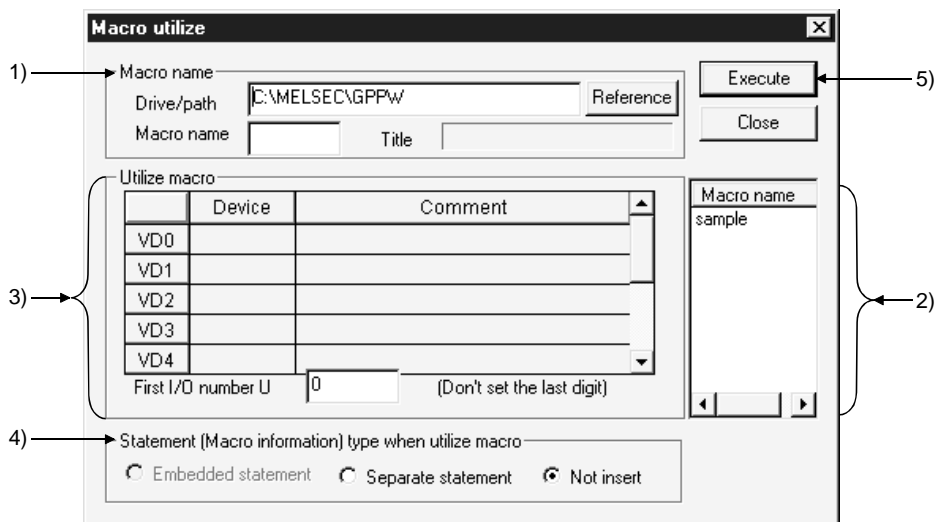 Macro utilize
1)
Macro name
Drive/path
C:\MELSEC\GPPW
Reference
Macro name
Title
Execute
5)
Close
Utilize macro
Device
Comment
VD0
VD1
VD2
VD3
VD4
3)
First I/O number U
0
(Don't set the last digit)
Macro name
sample
2)
4)
Statement (Macro information) type when utilize macro
Embedded statement
Separate statement
Not insert